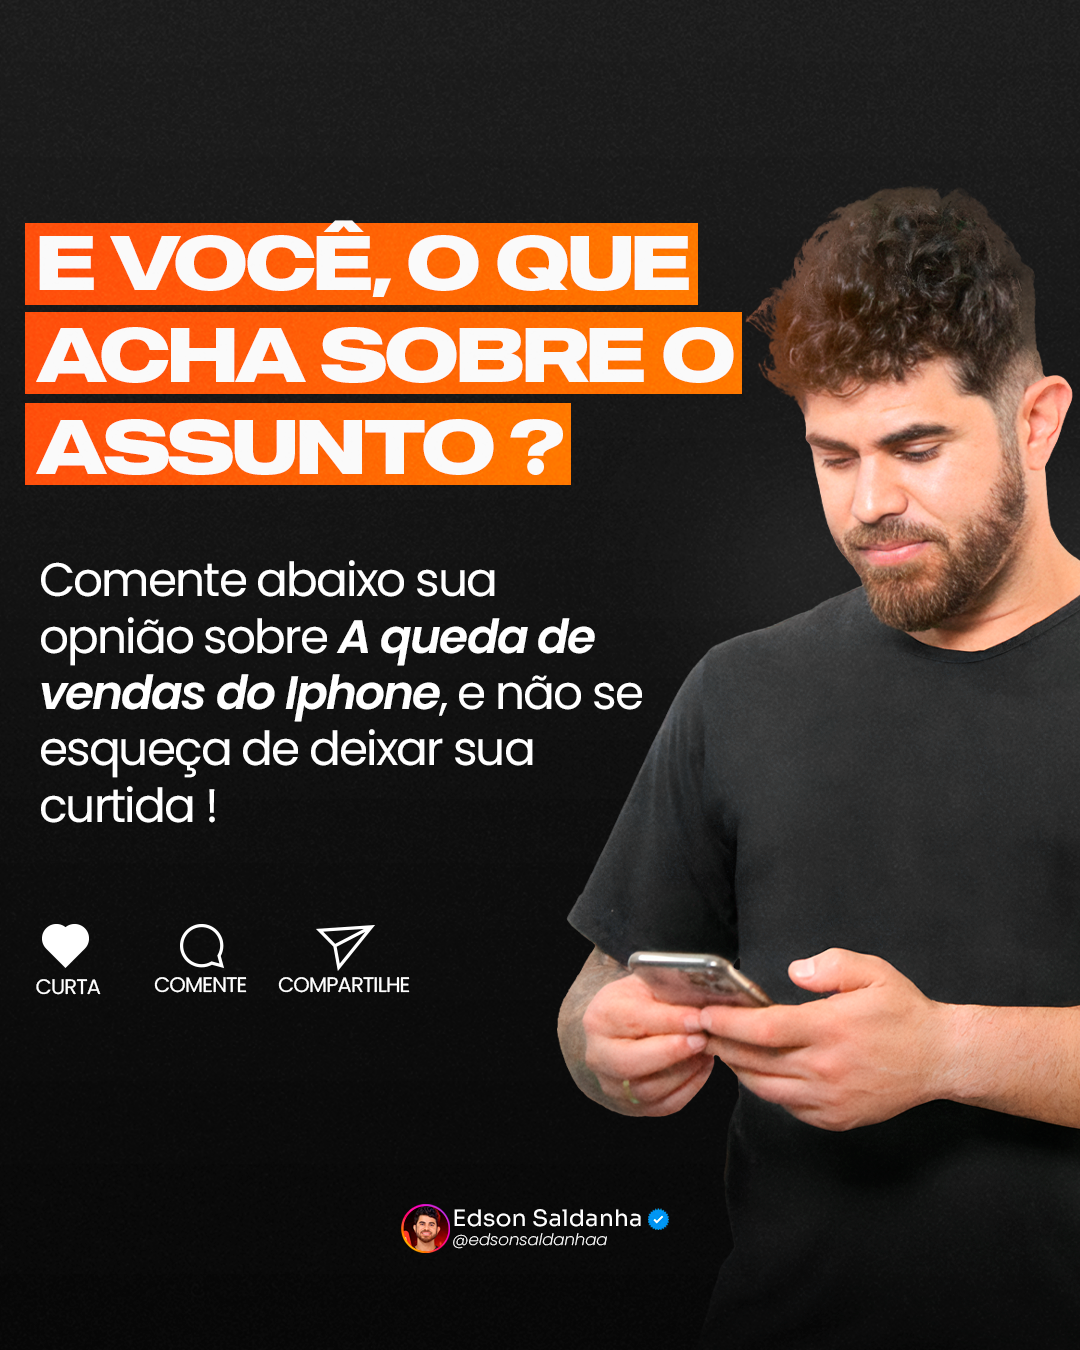 E VOCÊ, O QUE
ACHA SOBRE O
ASSUNTO ?
Comente abaixo sua
opnião sobre A queda de
vendas do Iphone, e não se
esqueça de deixar sua
curtida !
CURTA
COMENTE
COMPARTILHE
Edson Saldanha
@edsonsaldanhaa